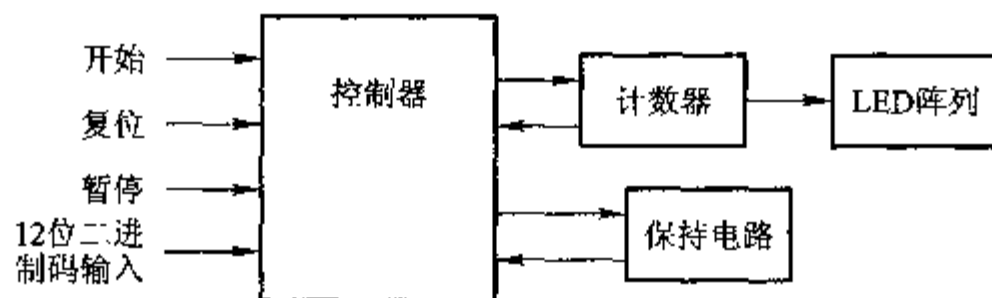 开始
控制器
计数器
LED阵列
复位
暂停
12位二进
制码输入
保持电路